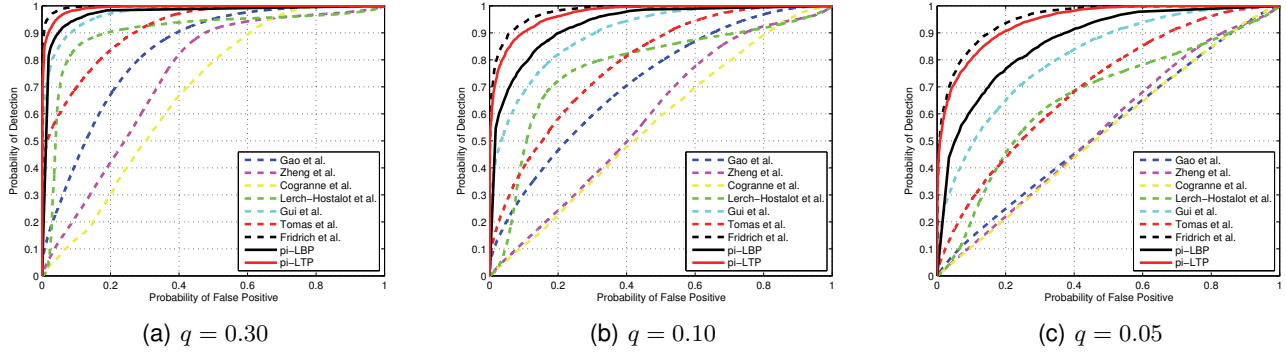 1
0.9
0.8
0.7
0.6
0.5
0.4
0.3
0.2
0.1
0
Probability of Detection
Gao et al.
Zheng et al.
Cogranne et al.
Lerch−Hostalot et al.
Gui et al.
Tomas et al.
Fridrich et al.
pi−LBP
pi−LTP
0 0.2 0.4 0.6 0.8 1
Probability of False Positive
(a) q = 0.30
1
0.9
0.8
0.7
0.6
0.5
0.4
0.3
0.2
0.1
0
Probability of Detection
Gao et al.
Zheng et al.
Cogranne et al.
Lerch−Hostalot et al.
Gui et al.
Tomas et al.
Fridrich et al.
pi−LBP
pi−LTP
0 0.2 0.4 0.6 0.8 1
Probability of False Positive
(b) q = 0.10
1
0.9
0.8
0.7
0.6
0.5
0.4
0.3
0.2
0.1
0
Probability of Detection
Gao et al.
Zheng et al.
Cogranne et al.
Lerch−Hostalot et al.
Gui et al.
Tomas et al.
Fridrich et al.
pi−LBP
pi−LTP
0 0.2 0.4 0.6 0.8 1
Probability of False Positive
(c) q = 0.05